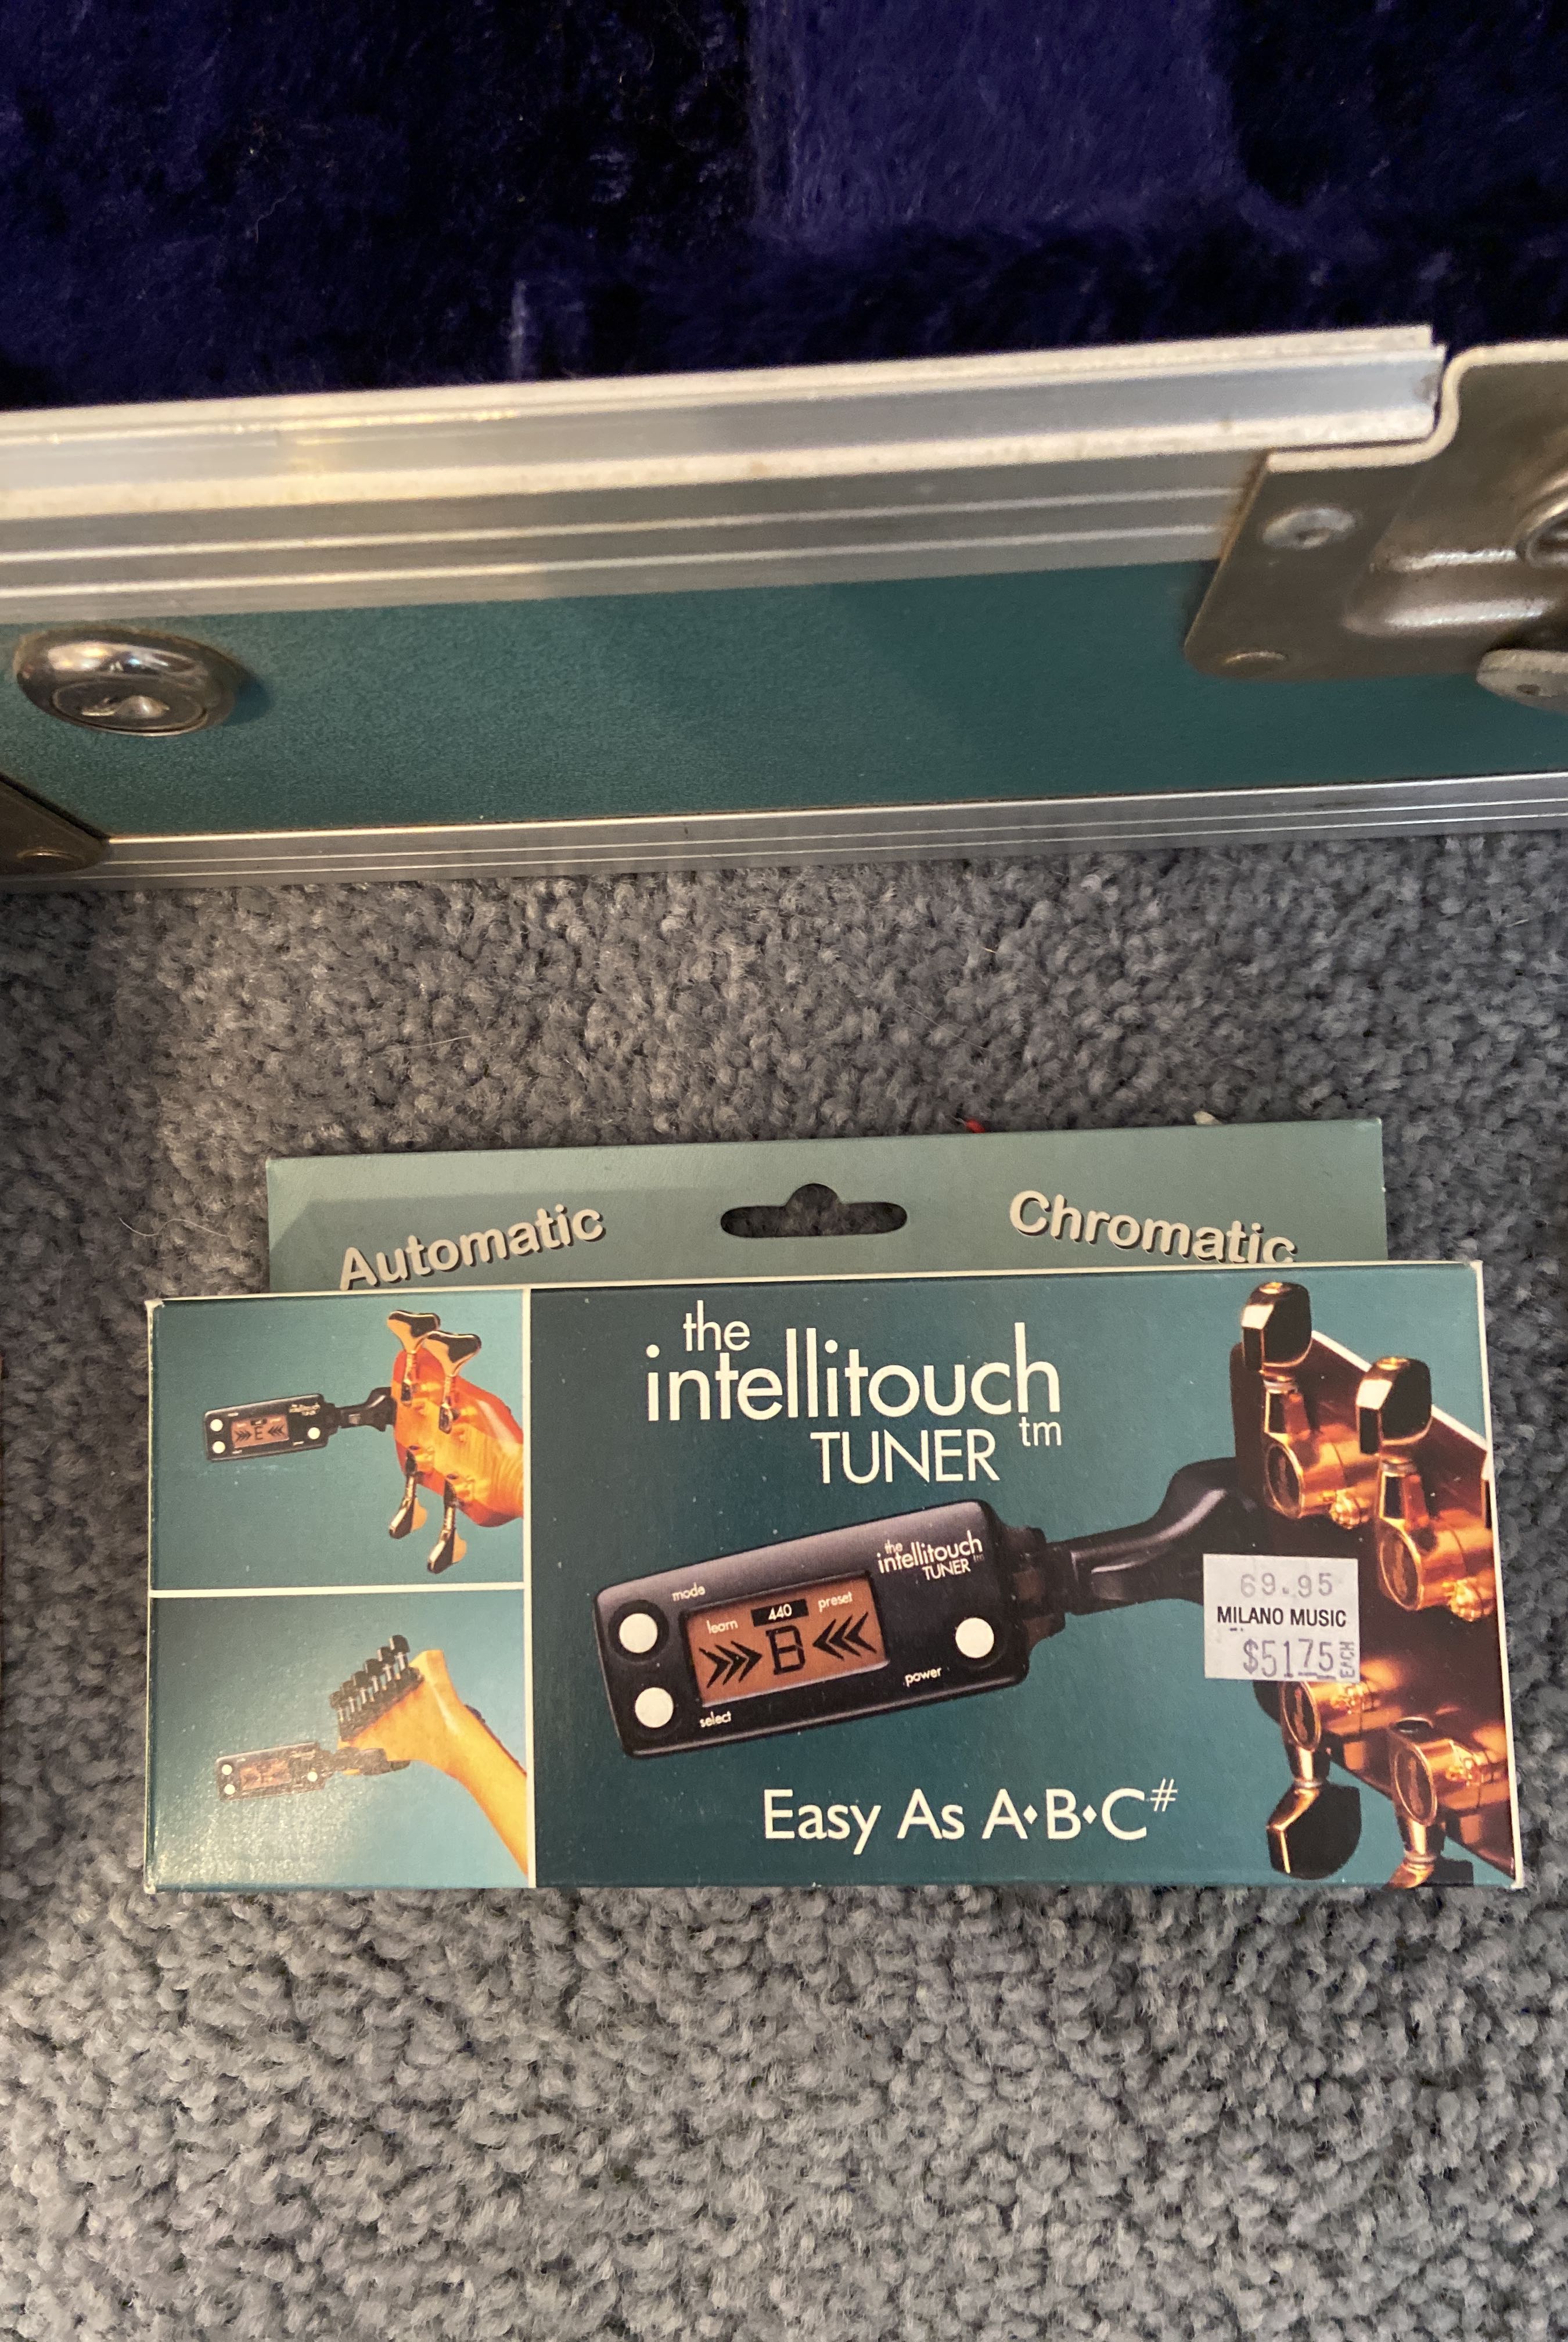 Automatic
Chromatic
the
intellitouch
TUNER tm
the
intellitouch
TUNER
mode
learn 440 preset
B
power
select
69.95
MILANO MUSIC
$51.75 EACH
Easy As A•B•C#
E